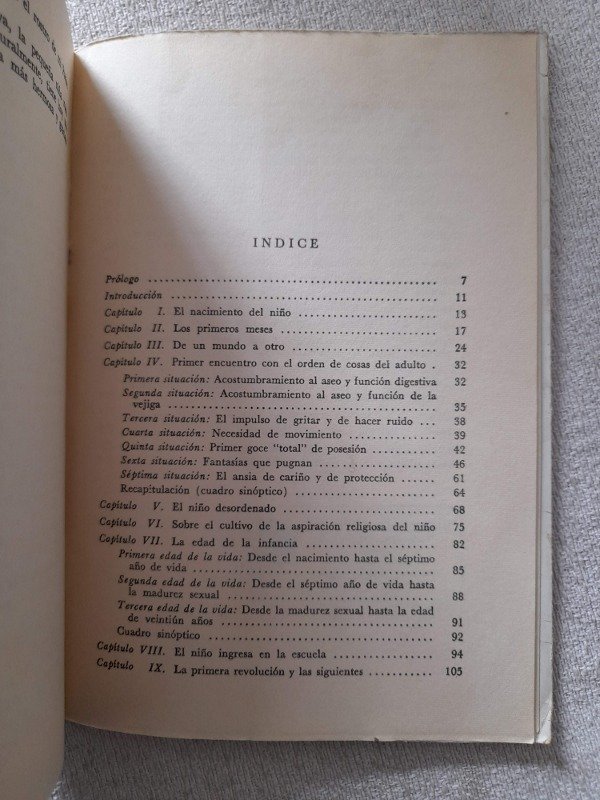 el
la pequeña
más hermosa
INDICE
Prólogo .......... 7
Introducción .......... 11
Capítulo I. El nacimiento del niño .......... 13
Capítulo II. Los primeros meses .......... 17
Capítulo III. De un mundo a otro .......... 24
Capítulo IV. Primer encuentro con el orden de cosas del adulto . 32
Primera situación: Acostumbramiento al aseo y función digestiva 32
Segunda situación: Acostumbramiento al aseo y función de la
vejiga .......... 35
Tercera situación: El impulso de gritar y de hacer ruido .. 38
Cuarta situación: Necesidad de movimiento .......... 39
Quinta situación: Primer goce "total" de posesión .......... 42
Sexta situación: Fantasías que pugnan .......... 46
Séptima situación: El ansia de cariño y de protección ...... 61
Recapitulación (cuadro sinóptico) .......... 64
Capítulo V. El niño desordenado .......... 68
Capítulo VI. Sobre el cultivo de la aspiración religiosa del niño 75
Capítulo VII. La edad de la infancia .......... 82
Primera edad de la vida: Desde el nacimiento hasta el séptimo
año de vida .......... 85
Segunda edad de la vida: Desde el séptimo año de vida hasta
la madurez sexual .......... 88
Tercera edad de la vida: Desde la madurez sexual hasta la edad
de veintiún años .......... 91
Cuadro sinóptico .......... 92
Capítulo VIII. El niño ingresa en la escuela .......... 94
Capítulo IX. La primera revolución y las siguientes .......... 105